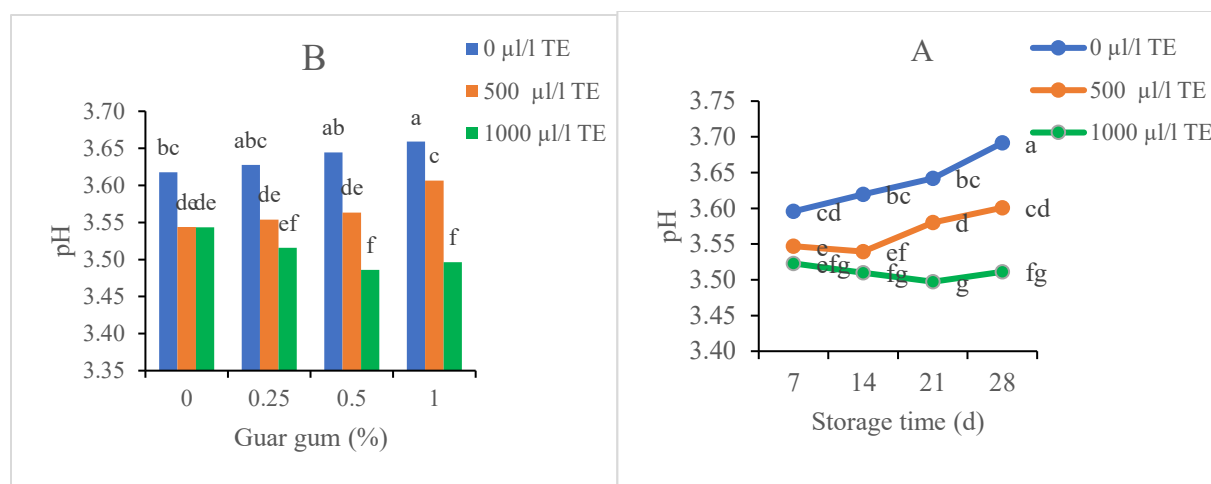 B
0 µl/l TE
500 µl/l TE
1000 µl/l TE
3.70
3.65
3.60
3.55
3.50
3.45
3.40
3.35
pH
bc
de
de
abc
de
ef
ab
de
f
a
c
f
0 0.25 0.5 1
Guar gum (%)
A
0 µl/l TE
500 µl/l TE
1000 µl/l TE
3.75
3.70
3.65
3.60
3.55
3.50
3.45
3.40
pH
cd
bc
bc
a
e
ef
d
cd
efg
fg
g
fg
7 14 21 28
Storage time (d)